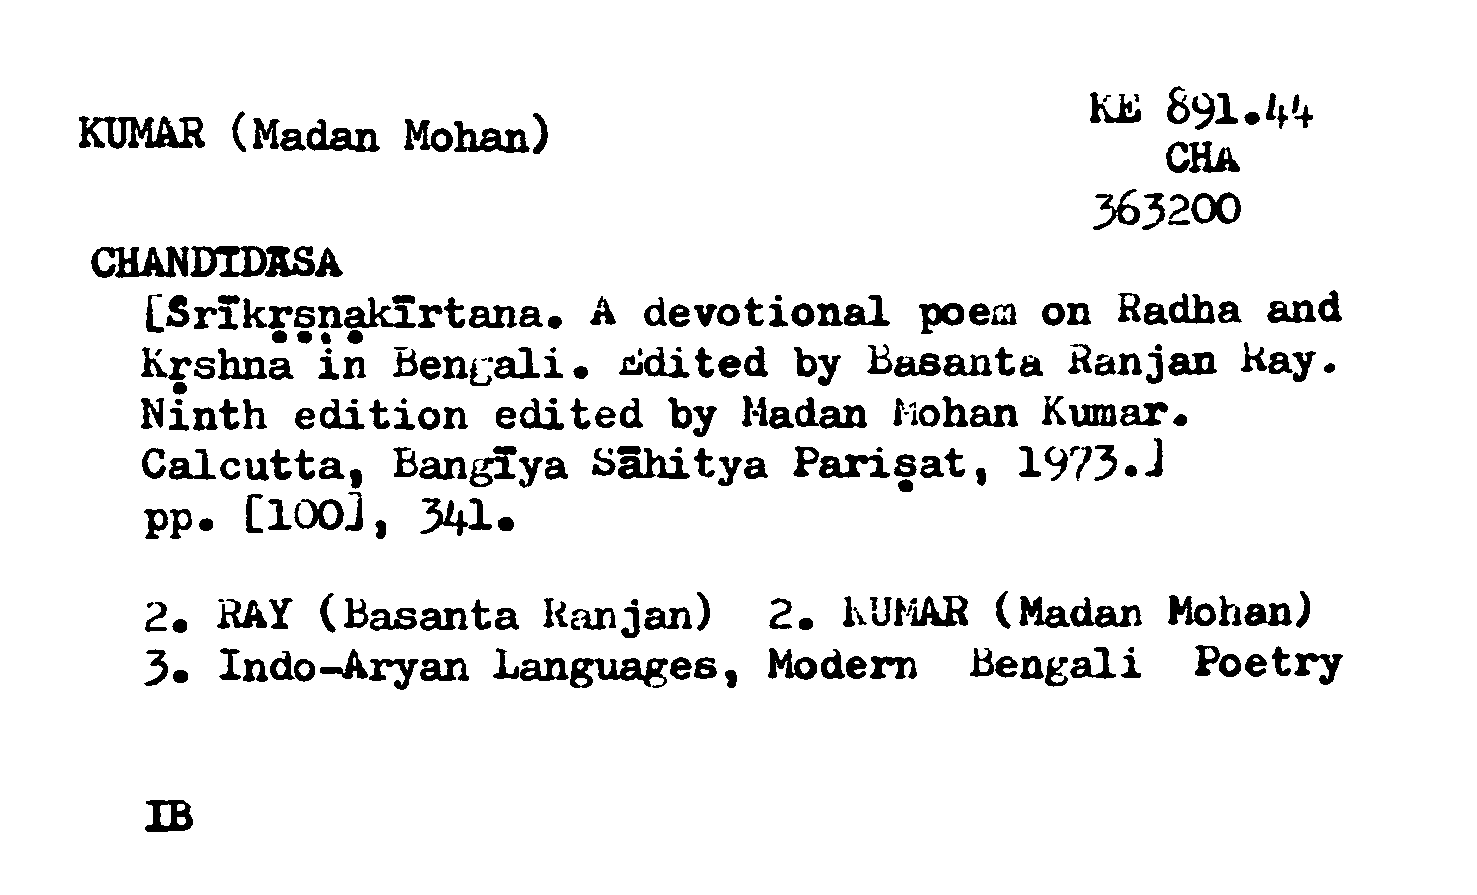 KUMAR (Madan Mohan)
KE 891.44
CHA
363200
CHANDĪDĀSA
[Srīkṛṣṇạkīrtana. A devotional poem on Radha and
Kṛshna in Bengali. Edited by Basanta Ranjan Ray.
Ninth edition edited by Madan Mohan Kumar.
Calcutta, Bangīya Sāhitya Pariṣat, 1973.]
pp. [100], 341.
2. RAY (Basanta Ranjan) 2. KUMAR (Madan Mohan)
3. Indo-Aryan Languages, Modern Bengali Poetry
IB